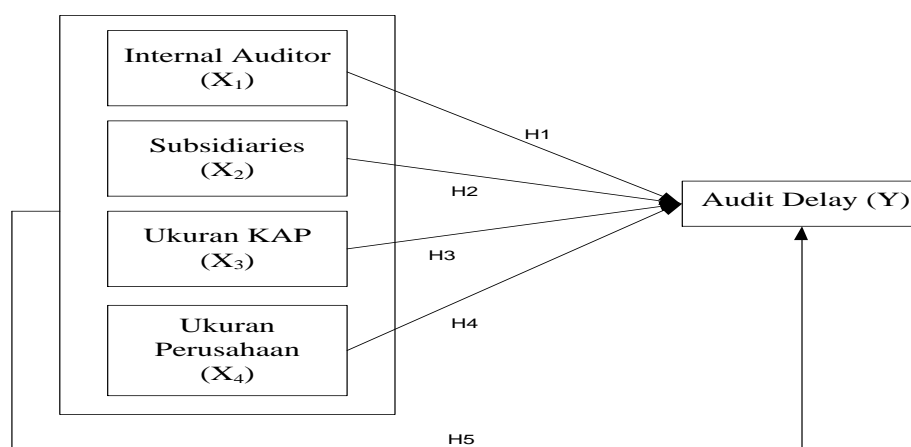 Internal Auditor
(X₁)
H1
Subsidiaries
(X₂)
H2
Audit Delay (Y)
Ukuran KAP
(X₃)
H3
Ukuran
Perusahaan
(X₄)
H4
H5